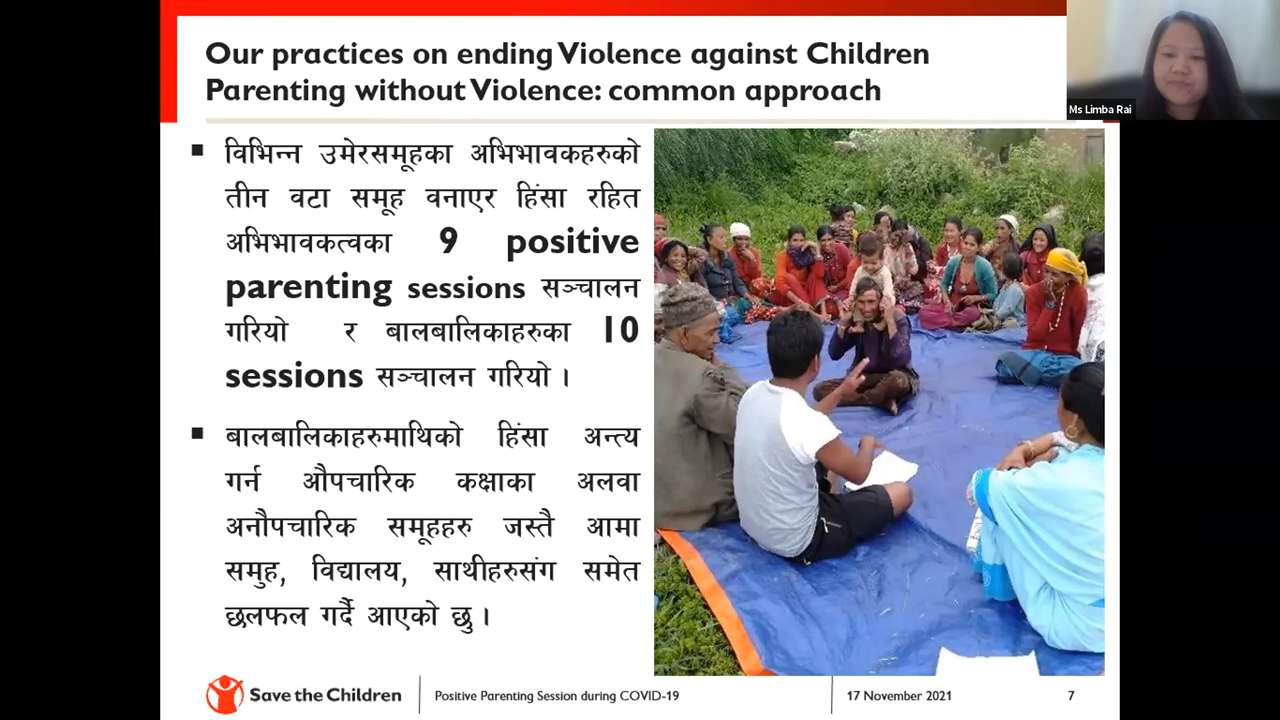 Our practices on ending Violence against Children
Parenting without Violence: common approach
Ms Limba Rai
▪ विभिन्न उमेरसमूहका अभिभावकहरुको
तीन वटा समूह वनाएर हिंसा रहित
अभिभावकत्वका 9 positive
parenting sessions सञ्चालन
गरियो र बालबालिकाहरुका 10
sessions सञ्चालन गरियो ।
▪ बालबालिकाहरुमाथिको हिंसा अन्त्य
गर्न औपचारिक कक्षाका अलवा
अनौपचारिक समूहहरु जस्तै आमा
समुह, विद्यालय, साथीहरुसंग समेत
छलफल गर्दै आएको छु ।
Save the Children
Positive Parenting Session during COVID-19
17 November 2021
7